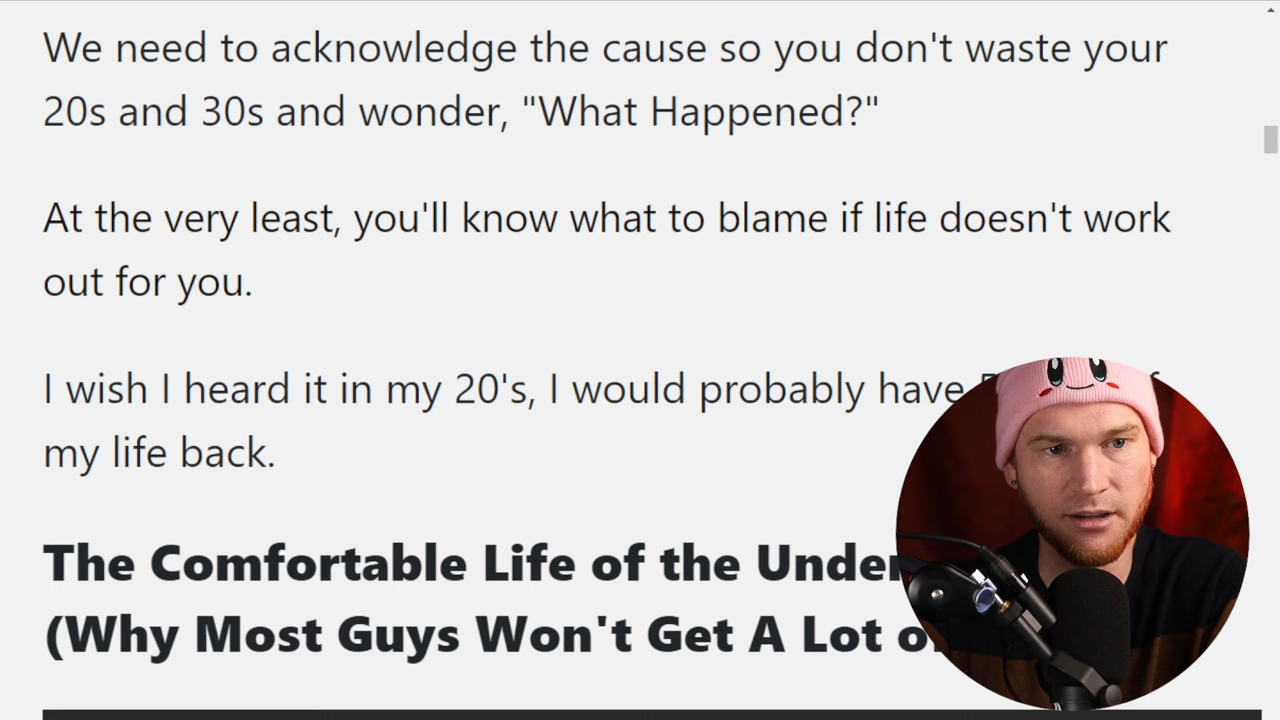 We need to acknowledge the cause so you don't waste your
20s and 30s and wonder, "What Happened?"
At the very least, you'll know what to blame if life doesn't work
out for you.
I wish I heard it in my 20's, I would probably have
my life back.
The Comfortable Life of the
(Why Most Guys Won't Get A Lot